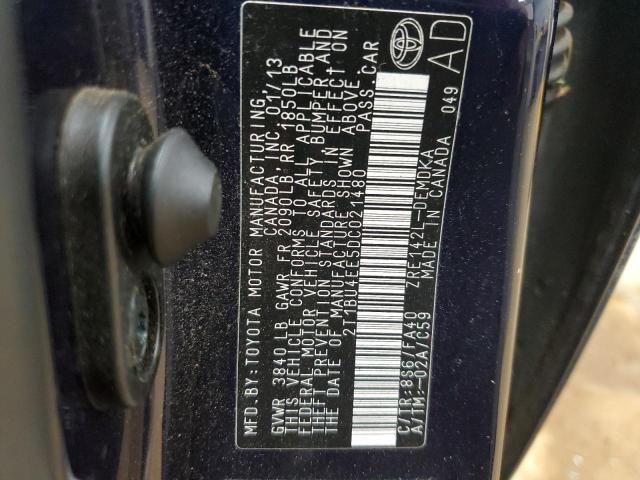 MFD.BY:TOYOTA MOTOR MANUFACTURING,
CANADA, INC. 01/13
GVWR 3840LB GAWR FR 2090LB RR 1850LB
THIS VEHICLE CONFORMS TO ALL APPLICABLE
FEDERAL MOTOR VEHICLE SAFETY, BUMPER, AND
THEFT PREVENTION STANDARDS IN EFFECT ON
THE DATE OF MANUFACTURE SHOWN ABOVE.
2T1BU4EE5DC021480 PASS. CAR
C/TR:8S6/FA40 ZRE142L-DEMDKA
A/TM:-02A/C59 MADE IN CANADA 049
AD